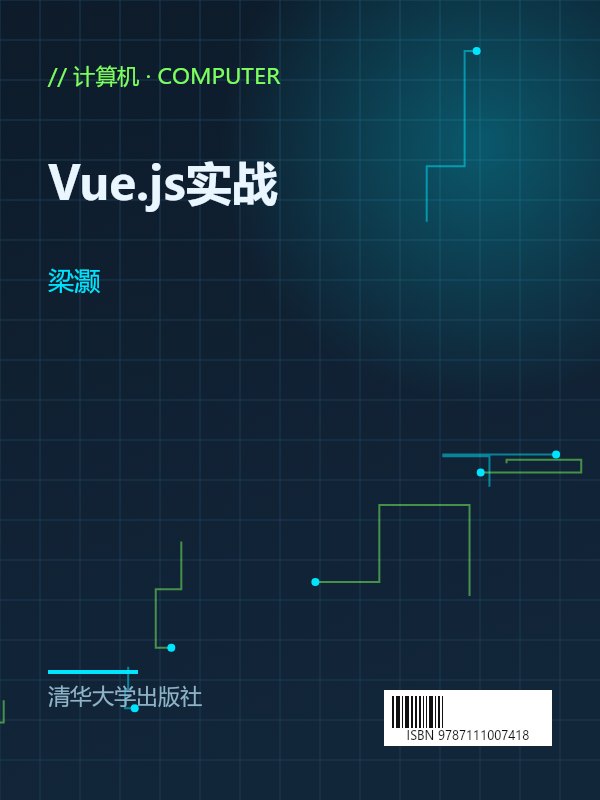 // 计算机 · COMPUTER
Vue.js实战
梁灏
清华大学出版社
ISBN 9787111007418